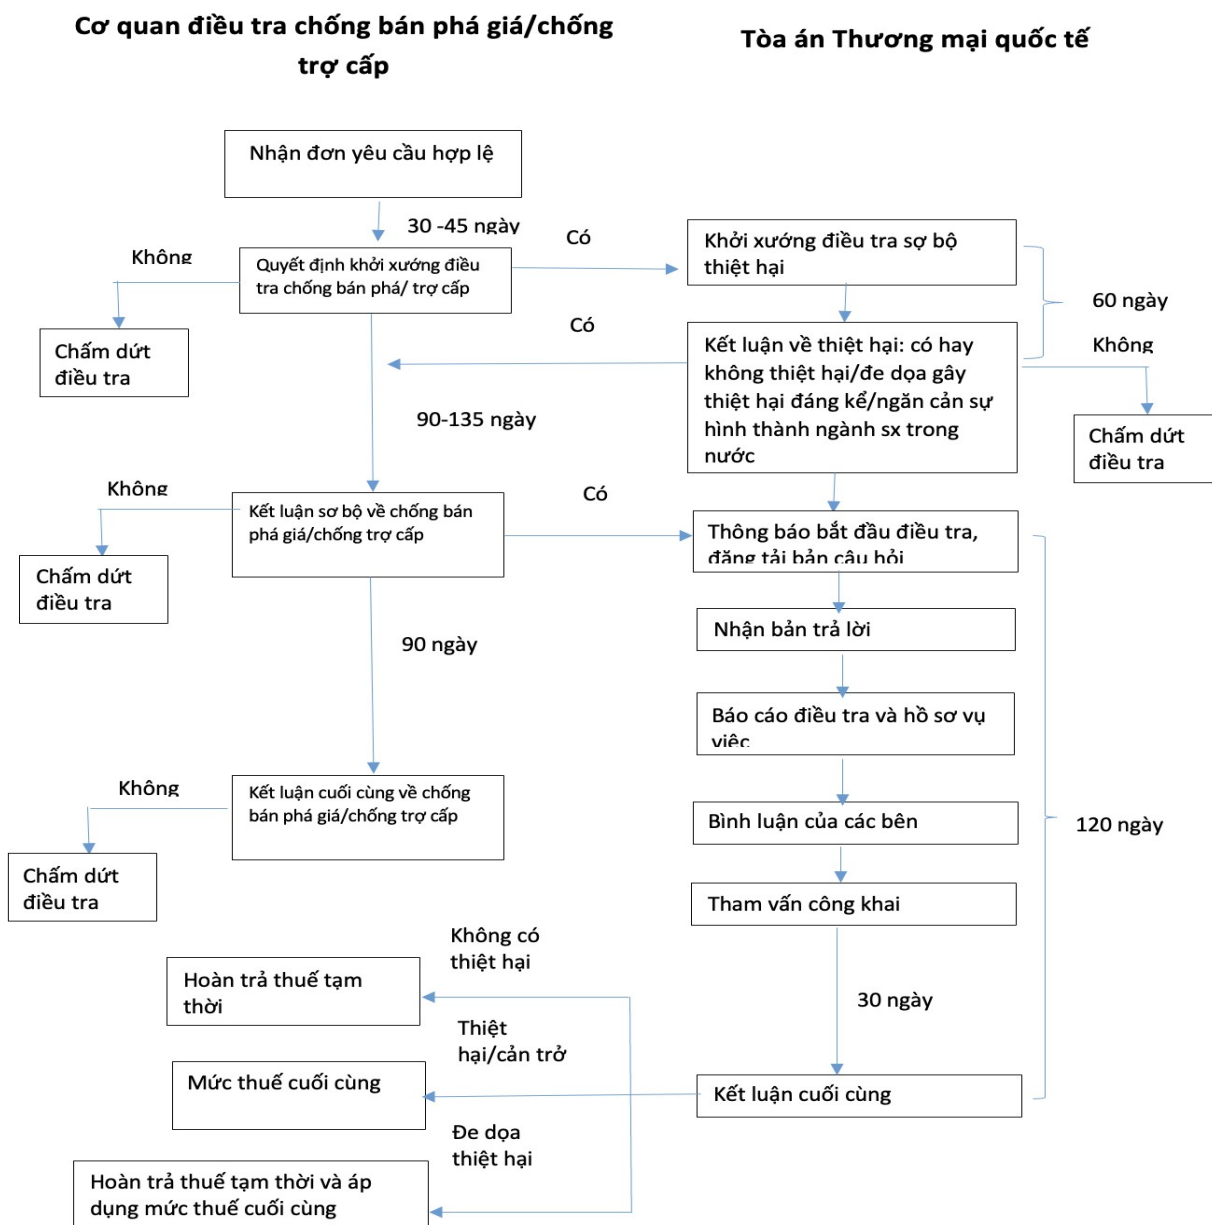 Cơ quan điều tra chống bán phá giá/chống
trợ cấp
Tòa án Thương mại quốc tế
Nhận đơn yêu cầu hợp lệ
30 -45 ngày
Có
Không
Quyết định khởi xướng điều
tra chống bán phá/ trợ cấp
Khởi xướng điều tra sợ bộ
thiệt hại
60 ngày
Chấm dứt
điều tra
Có
Kết luận về thiệt hại: có hay
không thiệt hại/đe dọa gây
thiệt hại đáng kể/ngăn cản sự
hình thành ngành sx trong
nước
Không
Chấm dứt
điều tra
90-135 ngày
Không
Kết luận sơ bộ về chống bán
phá giá/chống trợ cấp
Có
Thông báo bắt đầu điều tra,
đăng tải bản câu hỏi
Chấm dứt
điều tra
Nhận bản trả lời
90 ngày
Báo cáo điều tra và hồ sơ vụ
việc
Không
Kết luận cuối cùng về chống
bán phá giá/chống trợ cấp
Bình luận của các bên
120 ngày
Chấm dứt
điều tra
Tham vấn công khai
Không có
thiệt hại
Hoàn trả thuế tạm
thời
30 ngày
Thiệt
hại/cản trở
Mức thuế cuối cùng
Kết luận cuối cùng
Đe dọa
thiệt hại
Hoàn trả thuế tạm thời và áp
dụng mức thuế cuối cùng